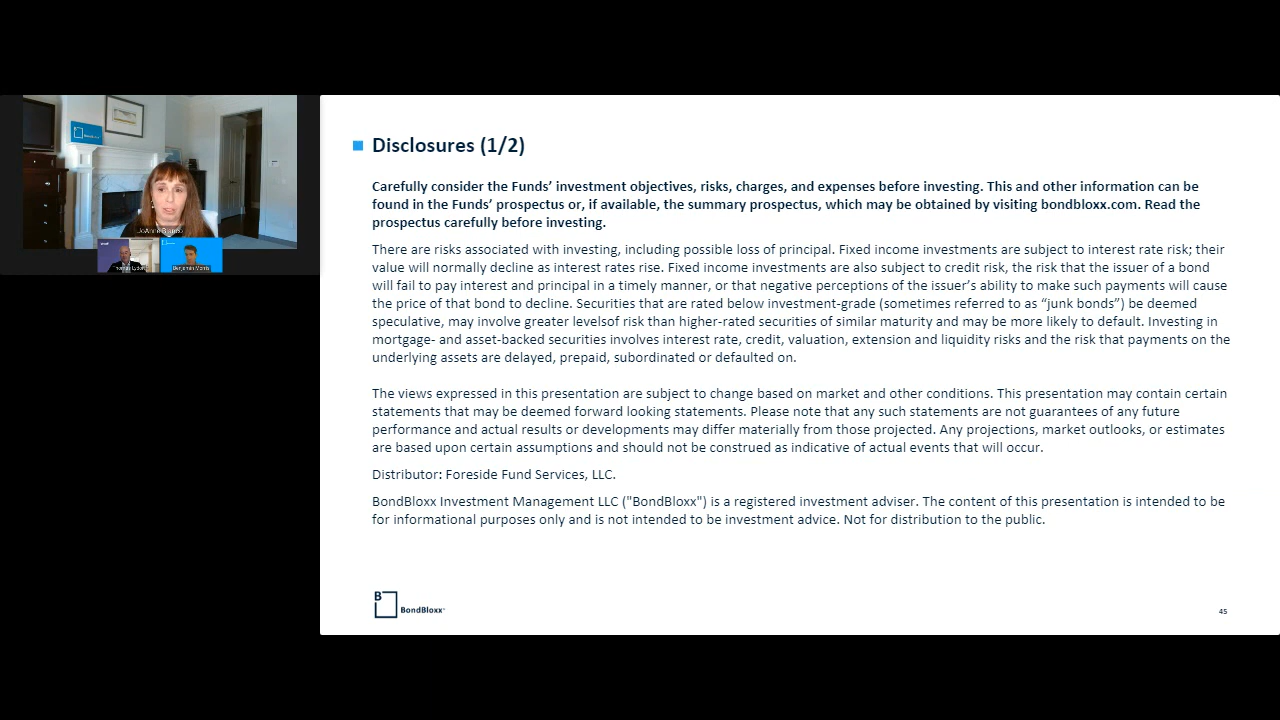 BondBloxx
JoAnne Bianco
Thomas Lydon
Benjamin Morris
Disclosures (1/2)
Carefully consider the Funds’ investment objectives, risks, charges, and expenses before investing. This and other information can be
found in the Funds’ prospectus or, if available, the summary prospectus, which may be obtained by visiting bondbloxx.com. Read the
prospectus carefully before investing.
There are risks associated with investing, including possible loss of principal. Fixed income investments are subject to interest rate risk; their
value will normally decline as interest rates rise. Fixed income investments are also subject to credit risk, the risk that the issuer of a bond
will fail to pay interest and principal in a timely manner, or that negative perceptions of the issuer’s ability to make such payments will cause
the price of that bond to decline. Securities that are rated below investment-grade (sometimes referred to as “junk bonds”) be deemed
speculative, may involve greater levelsof risk than higher-rated securities of similar maturity and may be more likely to default. Investing in
mortgage- and asset-backed securities involves interest rate, credit, valuation, extension and liquidity risks and the risk that payments on the
underlying assets are delayed, prepaid, subordinated or defaulted on.
The views expressed in this presentation are subject to change based on market and other conditions. This presentation may contain certain
statements that may be deemed forward looking statements. Please note that any such statements are not guarantees of any future
performance and actual results or developments may differ materially from those projected. Any projections, market outlooks, or estimates
are based upon certain assumptions and should not be construed as indicative of actual events that will occur.
Distributor: Foreside Fund Services, LLC.
BondBloxx Investment Management LLC ("BondBloxx") is a registered investment adviser. The content of this presentation is intended to be
for informational purposes only and is not intended to be investment advice. Not for distribution to the public.
B
BondBloxx
45